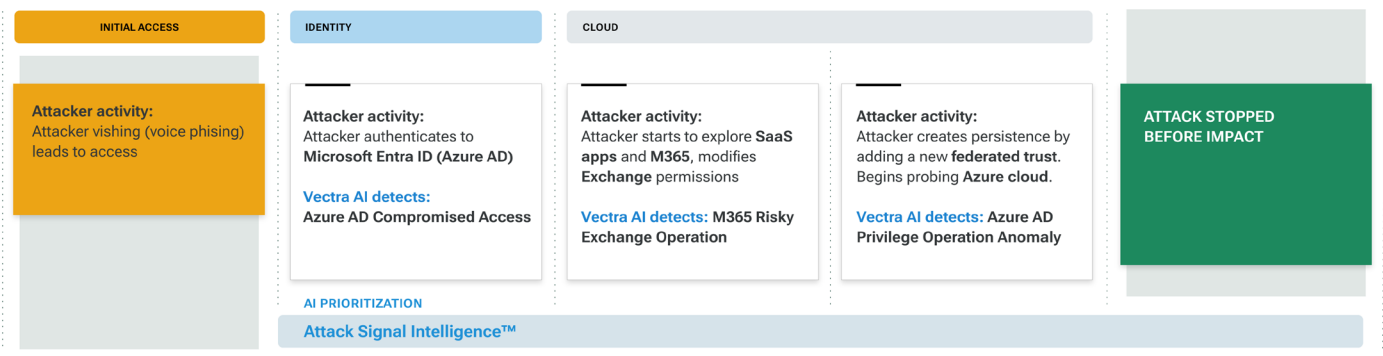 INITIAL ACCESS
IDENTITY
CLOUD
Attacker activity:
Attacker vishing (voice phising)
leads to access
Attacker activity:
Attacker authenticates to
Microsoft Entra ID (Azure AD)
Vectra AI detects:
Azure AD Compromised Access
Attacker activity:
Attacker starts to explore SaaS
apps and M365, modifies
Exchange permissions
Vectra AI detects: M365 Risky
Exchange Operation
Attacker activity:
Attacker creates persistence by
adding a new federated trust.
Begins probing Azure cloud.
Vectra AI detects: Azure AD
Privilege Operation Anomaly
ATTACK STOPPED
BEFORE IMPACT
AI PRIORITIZATION
Attack Signal Intelligence™